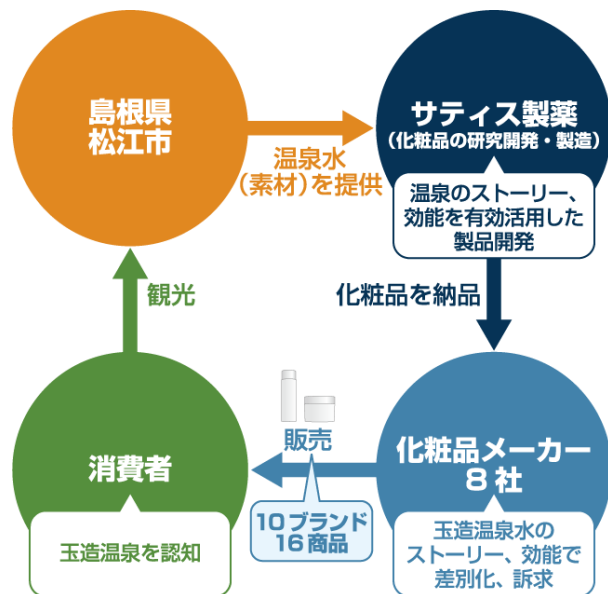 島根県
松江市
温泉水
(素材)を提供
サティス製薬
(化粧品の研究開発・製造)
温泉のストーリー、
効能を有効活用した
製品開発
化粧品を納品
化粧品メーカー
8社
玉造温泉水の
ストーリー、効能で
差別化、訴求
販売
10ブランド
16商品
消費者
玉造温泉を認知
観光